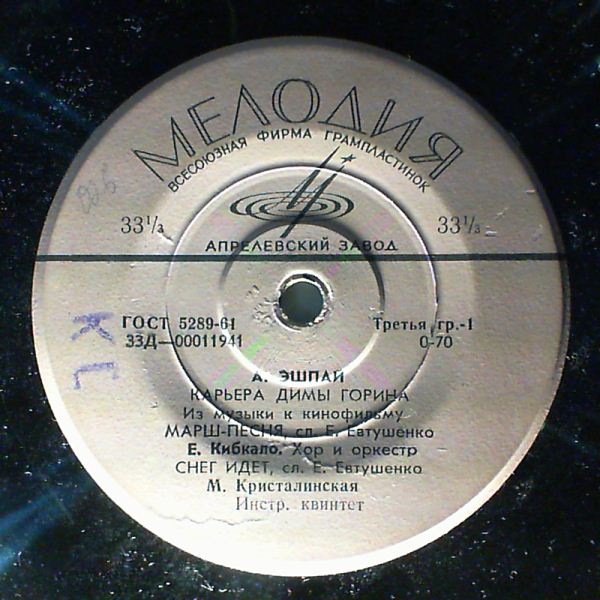 МЕЛОДИЯ
ВСЕСОЮЗНАЯ ФИРМА ГРАМПЛАСТИНОК
33⅓ 33⅓
АПРЕЛЕВСКИЙ ЗАВОД
ГОСТ 5289-61 Третья гр.-1
33Д—00011941 0-70
А. ЭШПАЙ
КАРЬЕРА ДИМЫ ГОРИНА
Из музыки к кинофильму
МАРШ-ПЕСНЯ, сл. Е. Евтушенко
Е. Кибкало. Хор и оркестр
СНЕГ ИДЕТ, сл. Е. Евтушенко
М. Кристалинская
Инстр. квинтет